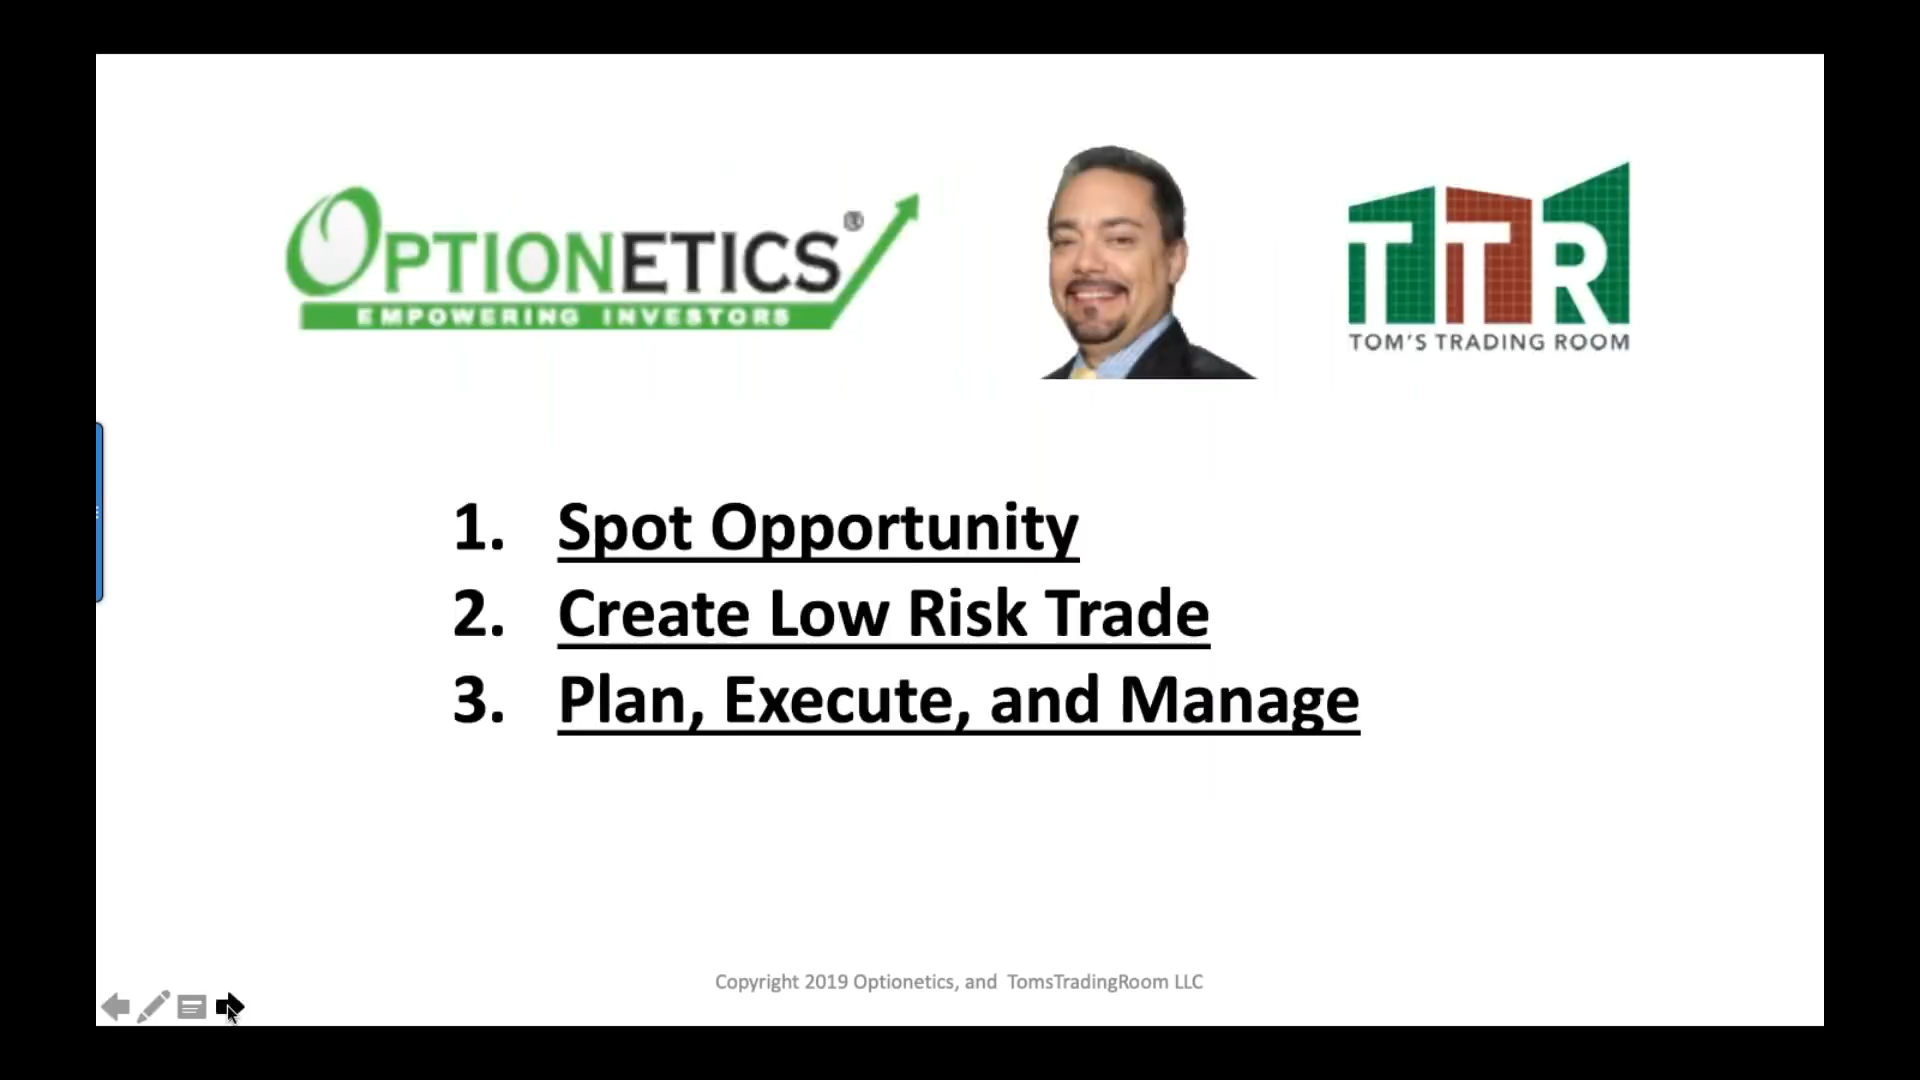 OPTIONETICS®
EMPOWERING INVESTORS
TTR
TOM'S TRADING ROOM
1. Spot Opportunity
2. Create Low Risk Trade
3. Plan, Execute, and Manage
Copyright 2019 Optionetics, and TomsTradingRoom LLC